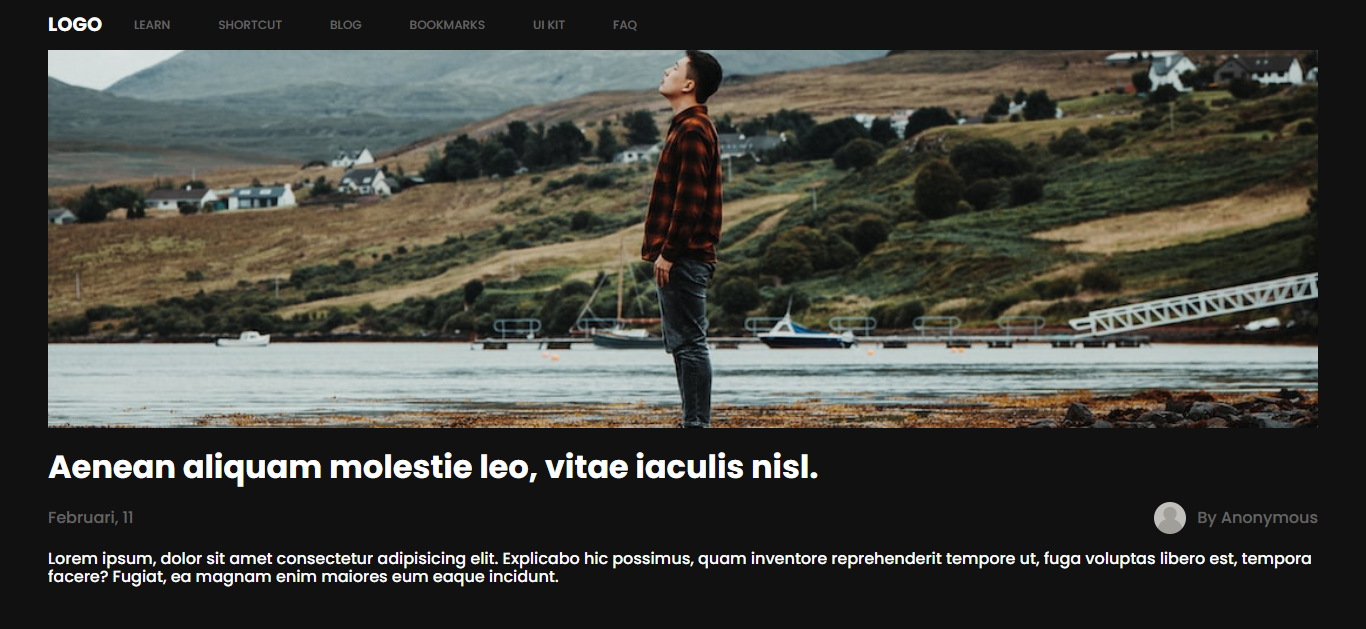 LOGO LEARN SHORTCUT BLOG BOOKMARKS UI KIT FAQ
Aenean aliquam molestie leo, vitae iaculis nisl.
Februari, 11 By Anonymous
Lorem ipsum, dolor sit amet consectetur adipisicing elit. Explicabo hic possimus, quam inventore reprehenderit tempore ut, fuga voluptas libero est, tempora
facere? Fugiat, ea magnam enim maiores eum eaque incidunt.